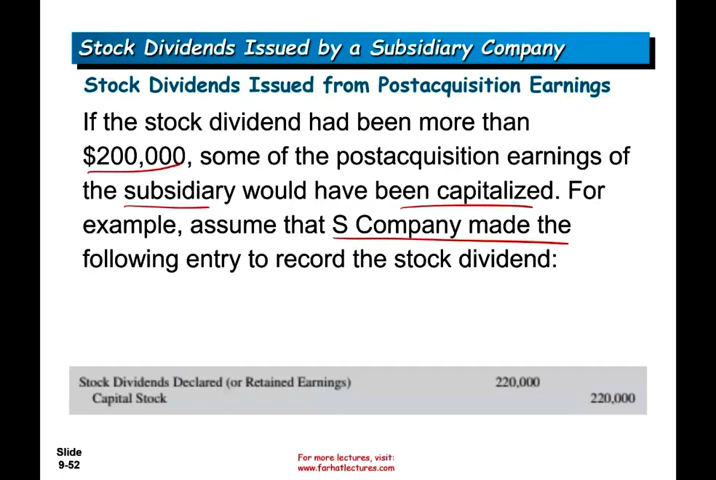 Stock Dividends Issued by a Subsidiary Company
Stock Dividends Issued from Postacquisition Earnings
If the stock dividend had been more than
$200,000, some of the postacquisition earnings of
the subsidiary would have been capitalized. For
example, assume that S Company made the
following entry to record the stock dividend:
Stock Dividends Declared (or Retained Earnings) 220,000
Capital Stock 220,000
Slide
9-52
For more lectures, visit:
www.farhatlectures.com